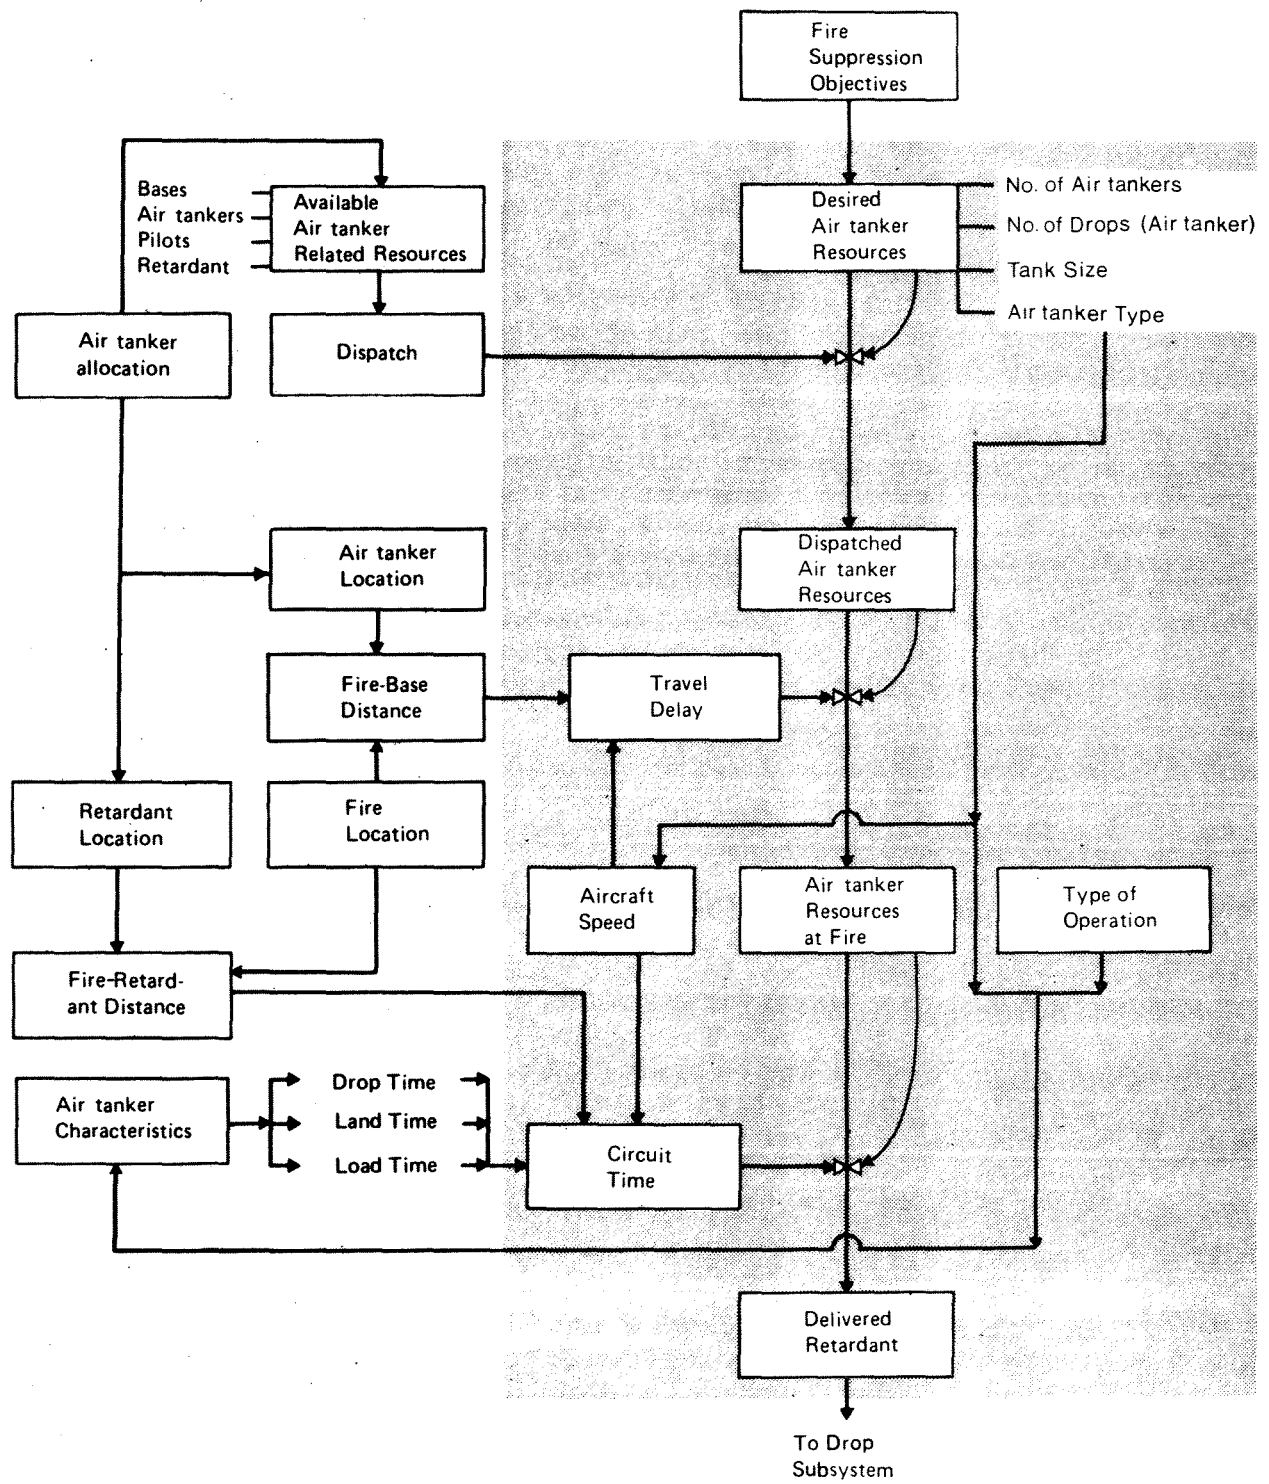 Fire
Suppression
Objectives
Bases
Air tankers
Pilots
Retardant
Available
Air tanker
Related Resources
Desired
Air tanker
Resources
No. of Air tankers
No. of Drops (Air tanker)
Tank Size
Air tanker Type
Air tanker
allocation
Dispatch
Air tanker
Location
Dispatched
Air tanker
Resources
Fire-Base
Distance
Travel
Delay
Retardant
Location
Fire
Location
Aircraft
Speed
Air tanker
Resources
at Fire
Type of
Operation
Fire-Retard-
ant Distance
Air tanker
Characteristics
Drop Time
Land Time
Load Time
Circuit
Time
Delivered
Retardant
To Drop
Subsystem